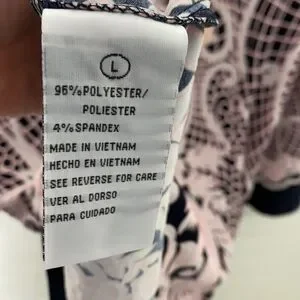 L
96%POLYESTER/
POLIESTER
4%SPANDEX
MADE IN VIETNAM
HECHO EN VIETNAM
SEE REVERSE FOR CARE
VER AL DORSO
PARA CUIDADO